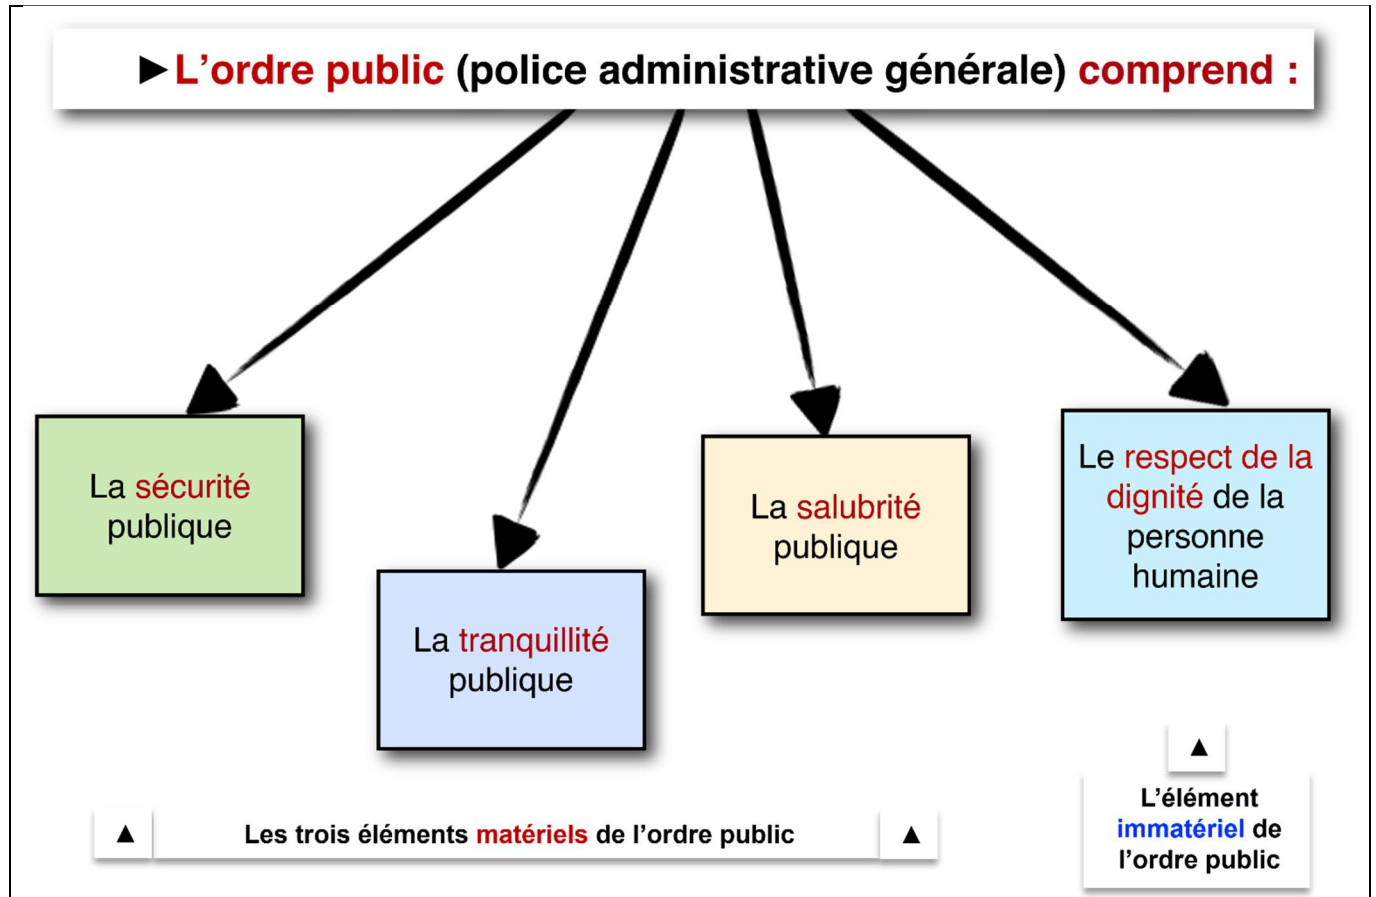 ►L’ordre public (police administrative générale) comprend :
La sécurité
publique
La tranquillité
publique
La salubrité
publique
Le respect de la
dignité de la
personne
humaine
▲ Les trois éléments matériels de l’ordre public ▲
▲
L’élément
immatériel de
l’ordre public